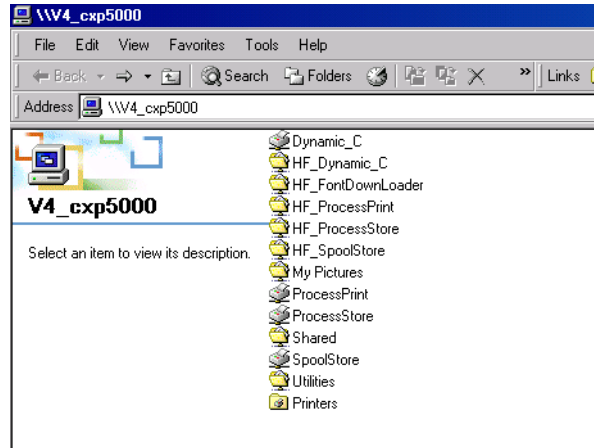 \\V4_cxp5000
File Edit View Favorites Tools Help
Back Search Folders » Links
Address \\V4_cxp5000
V4_cxp5000
Select an item to view its description.
Dynamic_C
HF_Dynamic_C
HF_FontDownLoader
HF_ProcessPrint
HF_ProcessStore
HF_SpoolStore
My Pictures
ProcessPrint
ProcessStore
Shared
SpoolStore
Utilities
Printers